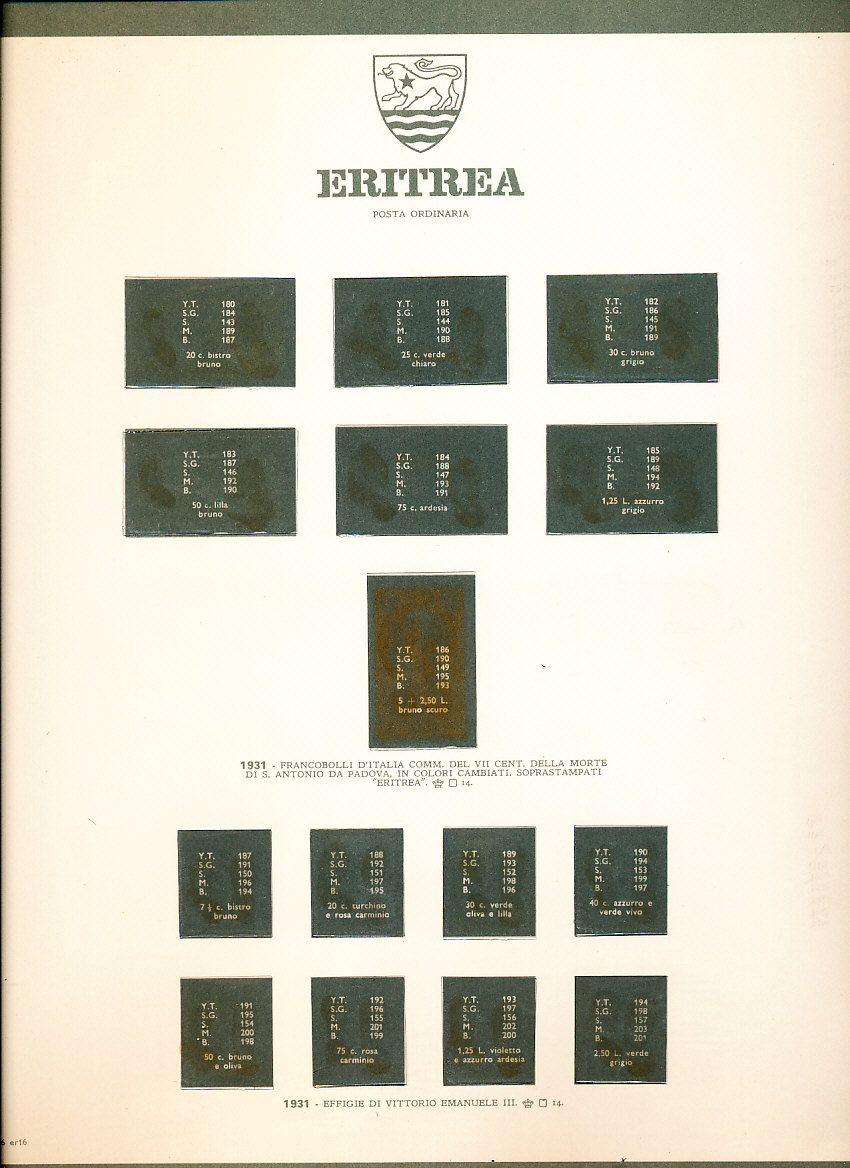 ERITREA
POSTA ORDINARIA
Y.T. 180
S.G. 184
S. 143
M. 189
B. 187
20 c. bistro
bruno
Y.T. 181
S.G. 185
S 144
M. 190
B. 188
25 c. verde
chiaro
Y.T. 182
S.G. 186
S. 145
M. 191
B. 189
30 c. bruno
grigio
Y.T. 183
S.G. 187
S. 146
M. 192
B. 190
50 c. lilla
bruno
Y.T. 184
S.G. 188
S. 147
M. 193
B. 191
75 c. ardesia
Y.T. 185
S.G. 189
S. 148
M. 194
B. 192
1,25 L. azzurro
grigio
Y.T. 186
S.G. 190
S. 149
M. 195
B. 193
5 + 2,50 L.
bruno scuro
1931 - FRANCOBOLLI D'ITALIA COMM. DEL VII CENT. DELLA MORTE
DI S. ANTONIO DA PADOVA, IN COLORI CAMBIATI. SOPRASTAMPATI
"ERITREA". 14.
Y.T. 187
S.G. 191
S. 150
M. 196
B. 194
7 ½ c. bistro
bruno
Y.T. 188
S.G. 192
S. 151
M. 197
B. 195
20 c. turchino
e rosa carminio
Y.T. 189
S.G. 193
S. 152
M. 198
B. 196
30 c. verde
oliva e lilla
Y.T. 190
S.G. 194
S. 153
M. 199
B. 197
40 c. azzurro e
verde vivo
Y.T. 191
S.G. 195
S. 154
M. 200
B. 198
50 c. bruno
e oliva
Y.T. 192
S.G. 196
S. 155
M. 201
B. 199
75 c. rosa
carminio
Y.T. 193
S.G. 197
S. 156
M. 202
B. 200
1,25 L. violetto
e azzurro ardesia
Y.T. 194
S.G. 198
S. 157
M. 203
B. 201
2,50 L. verde
grigio
1931 - EFFIGIE DI VITTORIO EMANUELE III. 14.
6 er16